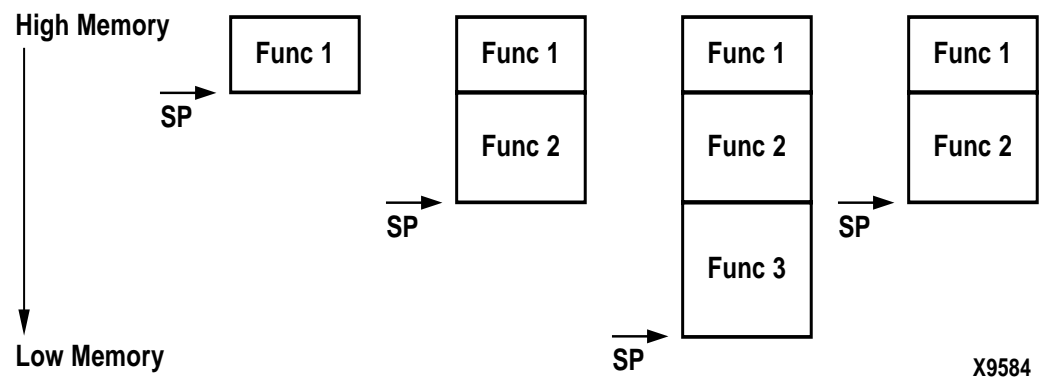 High Memory
Func 1
Func 1
Func 1
Func 1
SP
Func 2
Func 2
Func 2
SP
SP
Func 3
SP
Low Memory
X9584